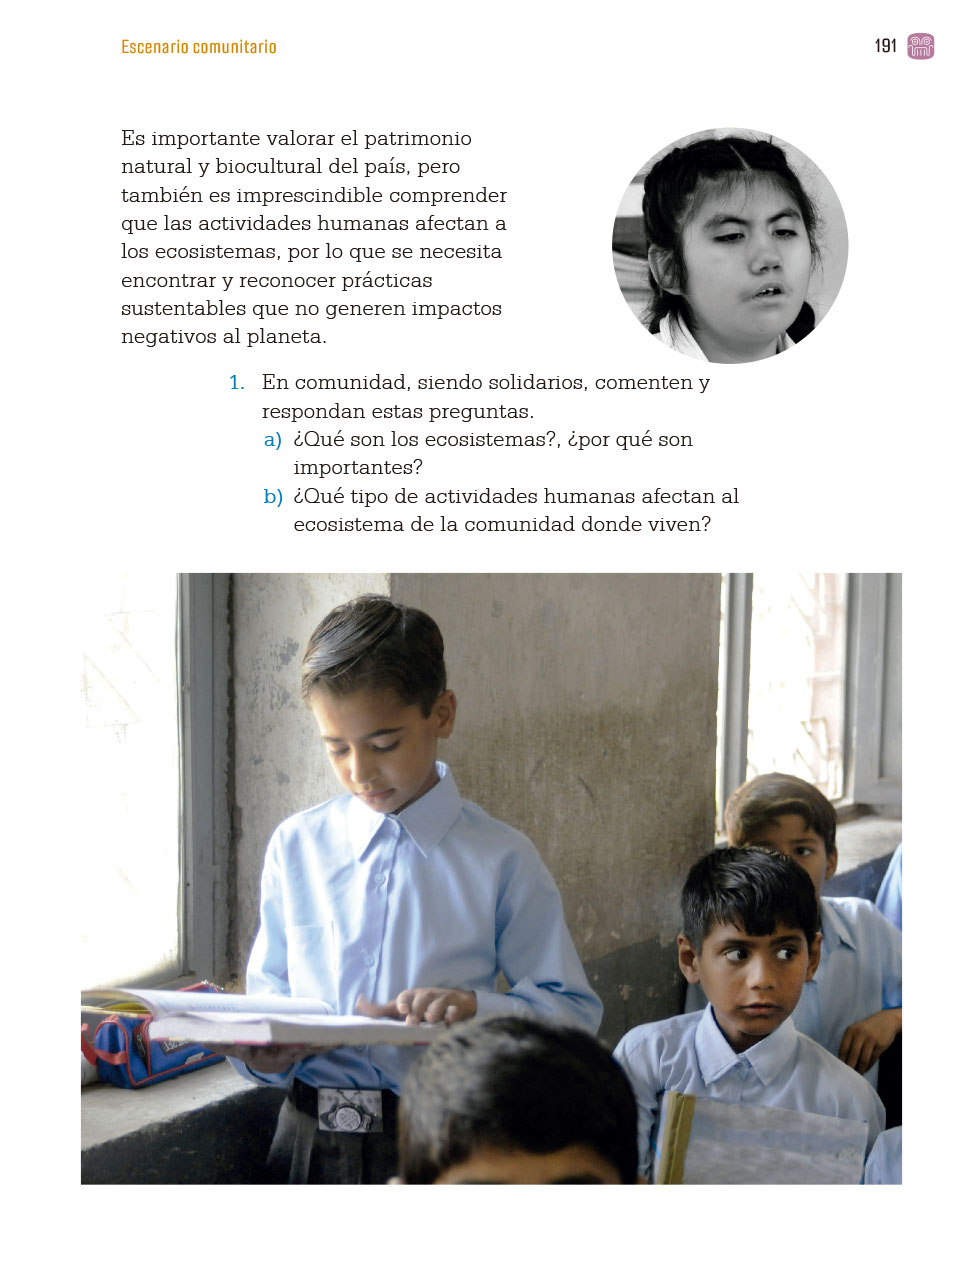 Escenario comunitario
191
Es importante valorar el patrimonio
natural y biocultural del país, pero
también es imprescindible comprender
que las actividades humanas afectan a
los ecosistemas, por lo que se necesita
encontrar y reconocer prácticas
sustentables que no generen impactos
negativos al planeta.
1. En comunidad, siendo solidarios, comenten y
respondan estas preguntas.
a) ¿Qué son los ecosistemas?, ¿por qué son
importantes?
b) ¿Qué tipo de actividades humanas afectan al
ecosistema de la comunidad donde viven?